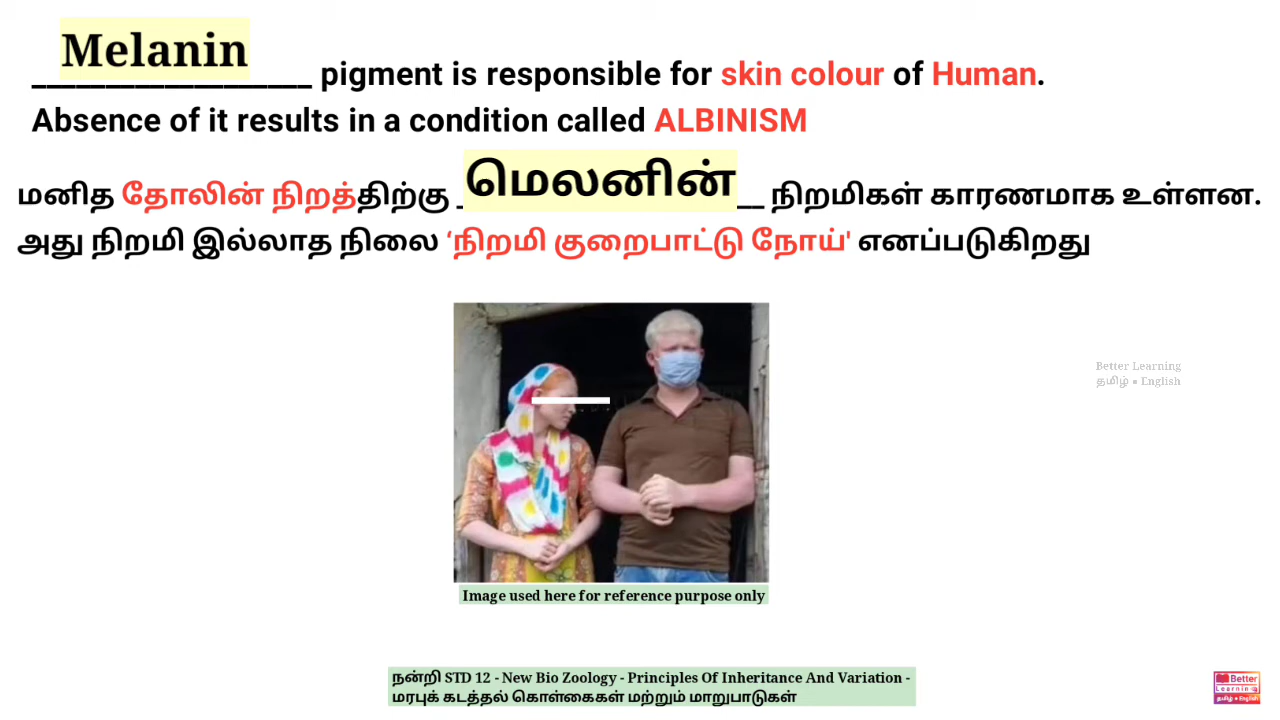 Melanin
____________________ pigment is responsible for skin colour of Human.
Absence of it results in a condition called ALBINISM
மனித தோலின் நிறத்திற்கு _மெலனின்__ நிறமிகள் காரணமாக உள்ளன.
அது நிறமி இல்லாத நிலை ‘நிறமி குறைபாட்டு நோய்' எனப்படுகிறது
Better Learning
தமிழ் ● English
Image used here for reference purpose only
நன்றி STD 12 - New Bio Zoology - Principles Of Inheritance And Variation -
மரபுக் கடத்தல் கொள்கைகள் மற்றும் மாறுபாடுகள்
Better
Learning
தமிழ் ● English